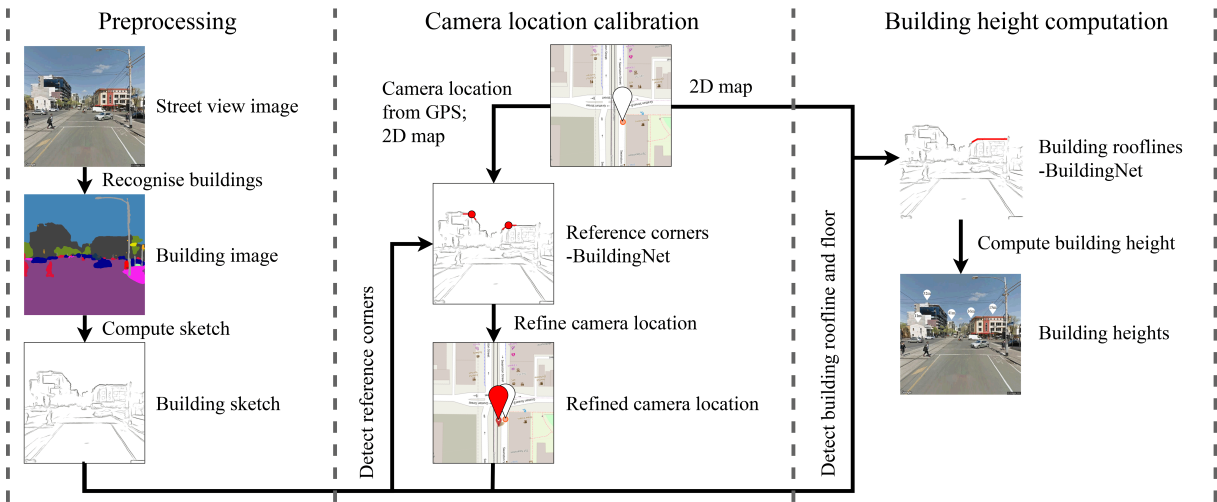 Preprocessing
Street view image
Recognise buildings
Building image
Compute sketch
Building sketch
Camera location calibration
Camera location
from GPS;
2D map
2D map
Reference corners
-BuildingNet
Detect reference corners
Refine camera location
Refined camera location
Building height computation
Detect building roofline and floor
Building rooflines
-BuildingNet
Compute building height
Building heights